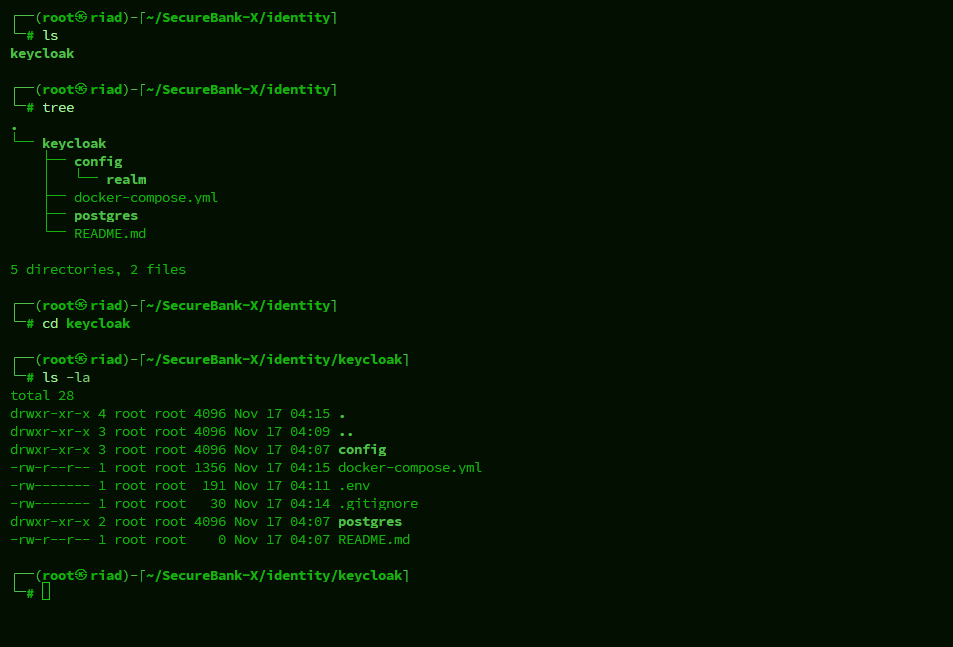 ┌──(root㉿riad)-[~/SecureBank-X/identity]
└─# ls
keycloak
┌──(root㉿riad)-[~/SecureBank-X/identity]
└─# tree
.
└── keycloak
    ├── config
    │   └── realm
    ├── docker-compose.yml
    ├── postgres
    └── README.md
5 directories, 2 files
┌──(root㉿riad)-[~/SecureBank-X/identity]
└─# cd keycloak
┌──(root㉿riad)-[~/SecureBank-X/identity/keycloak]
└─# ls -la
total 28
drwxr-xr-x 4 root root 4096 Nov 17 04:15 .
drwxr-xr-x 3 root root 4096 Nov 17 04:09 ..
drwxr-xr-x 3 root root 4096 Nov 17 04:07 config
-rw-r--r-- 1 root root 1356 Nov 17 04:15 docker-compose.yml
-rw------- 1 root root  191 Nov 17 04:11 .env
-rw------- 1 root root   30 Nov 17 04:14 .gitignore
drwxr-xr-x 2 root root 4096 Nov 17 04:07 postgres
-rw-r--r-- 1 root root    0 Nov 17 04:07 README.md
┌──(root㉿riad)-[~/SecureBank-X/identity/keycloak]
└─#